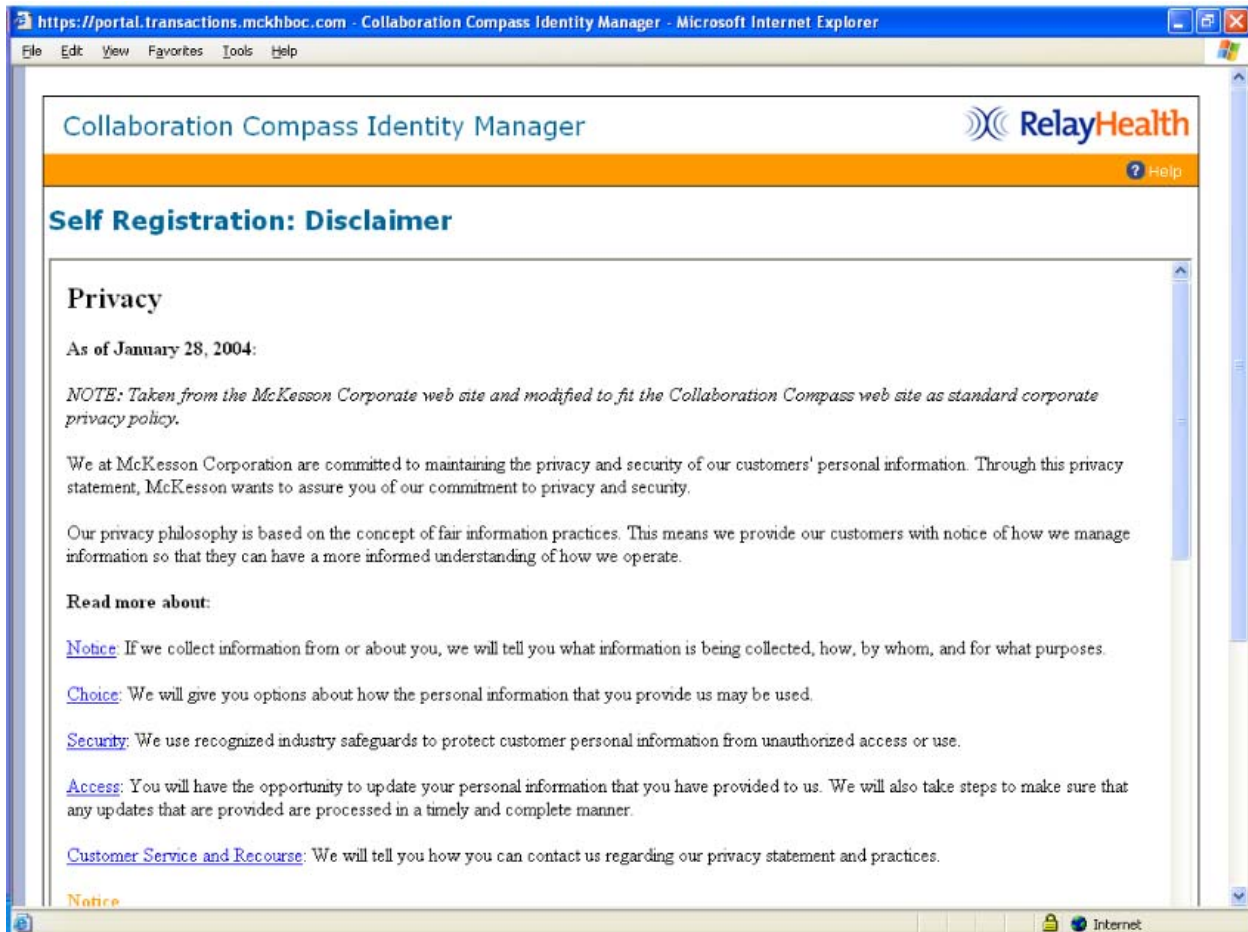 https://portal.transactions.mckhboc.com - Collaboration Compass Identity Manager - Microsoft Internet Explorer
File Edit View Favorites Tools Help
Collaboration Compass Identity Manager RelayHealth
? Help
Self Registration: Disclaimer
Privacy
As of January 28, 2004:
NOTE: Taken from the McKesson Corporate web site and modified to fit the Collaboration Compass web site as standard corporate
privacy policy.
We at McKesson Corporation are committed to maintaining the privacy and security of our customers' personal information. Through this privacy
statement, McKesson wants to assure you of our commitment to privacy and security.
Our privacy philosophy is based on the concept of fair information practices. This means we provide our customers with notice of how we manage
information so that they can have a more informed understanding of how we operate.
Read more about:
Notice: If we collect information from or about you, we will tell you what information is being collected, how, by whom, and for what purposes.
Choice: We will give you options about how the personal information that you provide us may be used.
Security: We use recognized industry safeguards to protect customer personal information from unauthorized access or use.
Access: You will have the opportunity to update your personal information that you have provided to us. We will also take steps to make sure that
any updates that are provided are processed in a timely and complete manner.
Customer Service and Recourse: We will tell you how you can contact us regarding our privacy statement and practices.
Notice
Internet